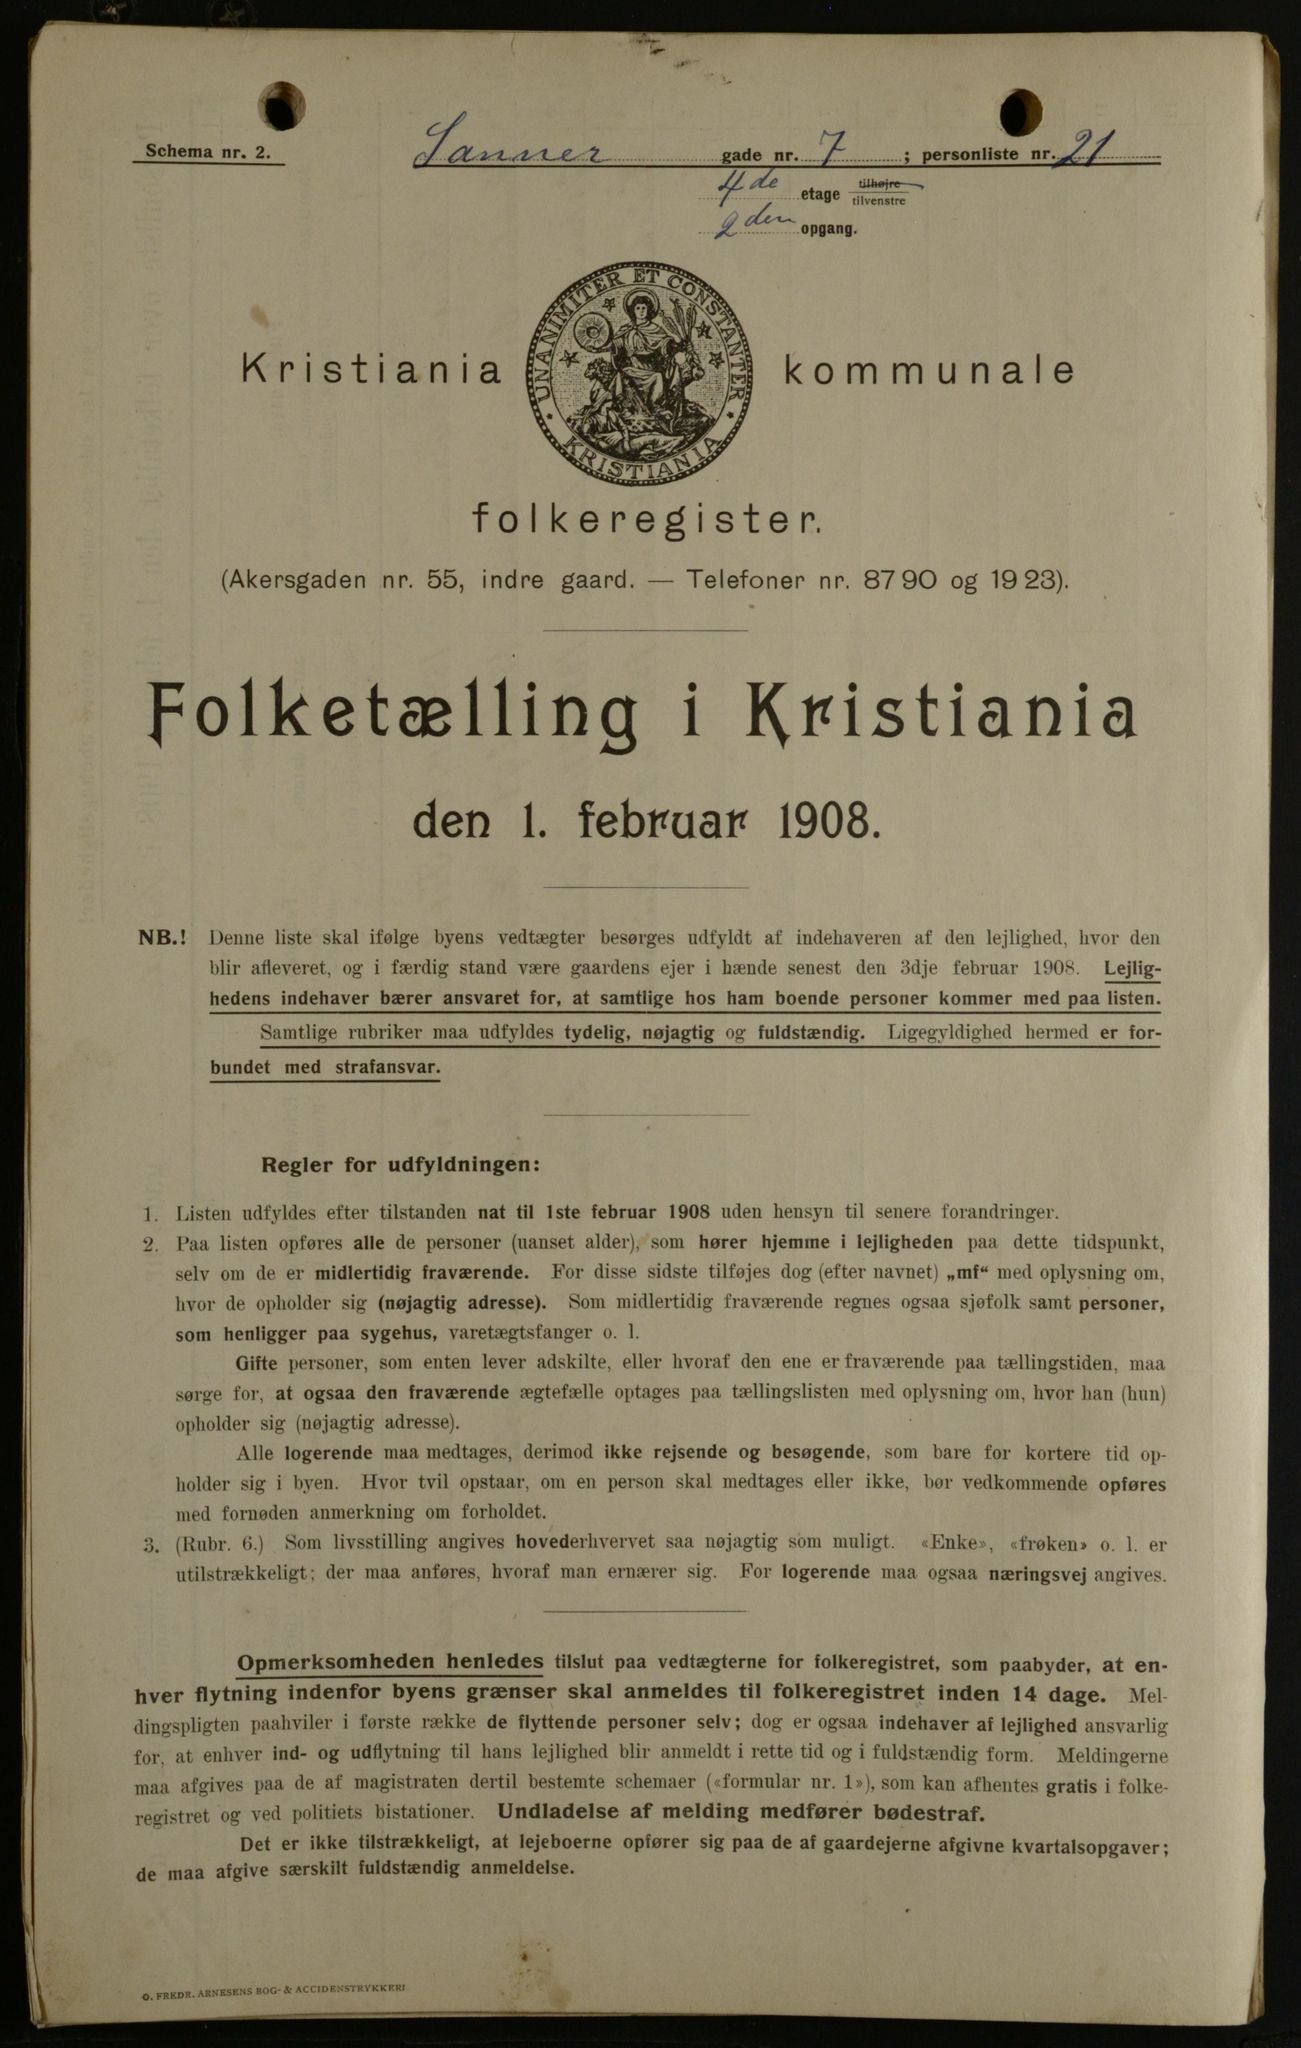 Schema nr. 2. Sanner gade nr. 7 ; personliste nr. 21
4de etage tilhøjre
tilvenstre
2den opgang.
UNANIMITER ET CONSTANTER
KRISTIANIA
Kristiania kommunale
folkeregister.
(Akersgaden nr. 55, indre gaard. — Telefoner nr. 87 90 og 19 23).
Folketælling i Kristiania
den 1. februar 1908.
NB.! Denne liste skal ifølge byens vedtægter besørges udfyldt af indehaveren af den lejlighed, hvor den
blir afleveret, og i færdig stand være gaardens ejer i hænde senest den 3dje februar 1908. Lejlig-
hedens indehaver bærer ansvaret for, at samtlige hos ham boende personer kommer med paa listen.
Samtlige rubriker maa udfyldes tydelig, nøjagtig og fuldstændig. Ligegyldighed hermed er for-
bundet med strafansvar.
Regler for udfyldningen:
1. Listen udfyldes efter tilstanden nat til 1ste februar 1908 uden hensyn til senere forandringer.
2. Paa listen opføres alle de personer (uanset alder), som hører hjemme i lejligheden paa dette tidspunkt,
selv om de er midlertidig fraværende. For disse sidste tilføjes dog (efter navnet) „mf“ med oplysning om,
hvor de opholder sig (nøjagtig adresse). Som midlertidig fraværende regnes ogsaa sjøfolk samt personer,
som henligger paa sygehus, varetægtsfanger o. l.
Gifte personer, som enten lever adskilte, eller hvoraf den ene er fraværende paa tællingstiden, maa
sørge for, at ogsaa den fraværende ægtefælle optages paa tællingslisten med oplysning om, hvor han (hun)
opholder sig (nøjagtig adresse).
Alle logerende maa medtages, derimod ikke rejsende og besøgende, som bare for kortere tid op-
holder sig i byen. Hvor tvil opstaar, om en person skal medtages eller ikke, bør vedkommende opføres
med fornøden anmerkning om forholdet.
3. (Rubr. 6.) Som livsstilling angives hovederhvervet saa nøjagtig som muligt. «Enke», «frøken» o. l. er
utilstrækkeligt; der maa anføres, hvoraf man ernærer sig. For logerende maa ogsaa næringsvej angives.
Opmerksomheden henledes tilslut paa vedtægterne for folkeregistret, som paabyder, at en-
hver flytning indenfor byens grænser skal anmeldes til folkeregistret inden 14 dage. Mel-
dingspligten paahviler i første række de flyttende personer selv; dog er ogsaa indehaver af lejlighed ansvarlig
for, at enhver ind- og udflytning til hans lejlighed blir anmeldt i rette tid og i fuldstændig form. Meldingerne
maa afgives paa de af magistraten dertil bestemte schemaer («formular nr. 1»), som kan afhentes gratis i folke-
registret og ved politiets bistationer. Undladelse af melding medfører bødestraf.
Det er ikke tilstrækkeligt, at lejeboerne opfører sig paa de af gaardejerne afgivne kvartalsopgaver;
de maa afgive særskilt fuldstændig anmeldelse.
O. FREDR. ARNESENS BOG- & ACCIDENSTRYKKERI